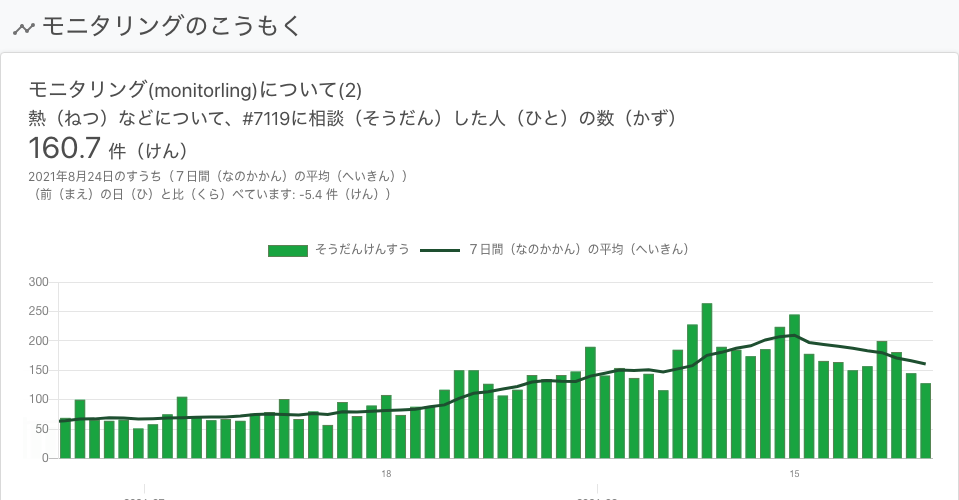 モニタリングのこうもく
モニタリング(monitorling)について(2)
熱（ねつ）などについて、#7119に相談（そうだん）した人（ひと）の数（かず）
160.7 件（けん）
2021年8月24日のすうち（７日間（なのかかん）の平均（へいきん））
（前（まえ）の日（ひ）と比（くら）べています: -5.4 件（けん））
そうだんけんすう ７日間（なのかかん）の平均（へいきん）
300
250
200
150
100
50
0
18 15